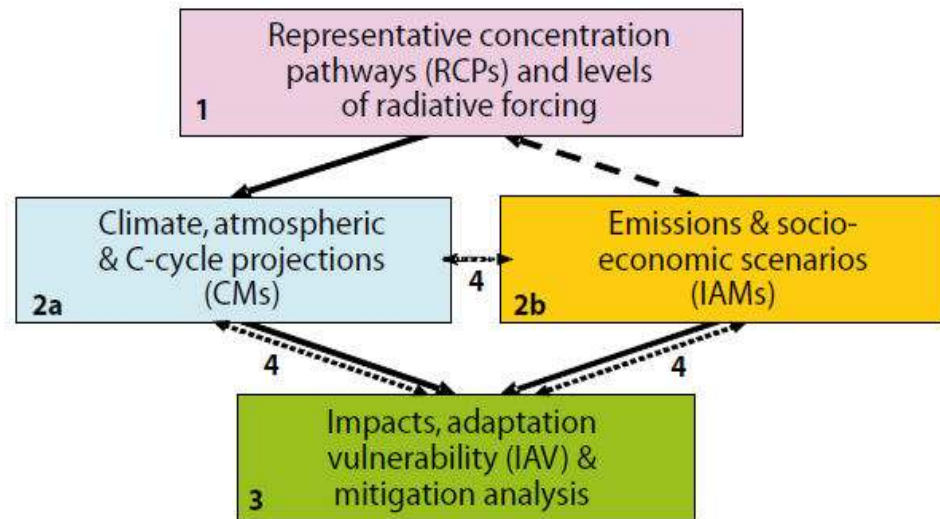 Representative concentration
pathways (RCPs) and levels
of radiative forcing
1
Climate, atmospheric
& C-cycle projections
(CMs)
2a
4
Emissions & socio-
economic scenarios
(IAMs)
2b
4
4
Impacts, adaptation
vulnerability (IAV) &
mitigation analysis
3